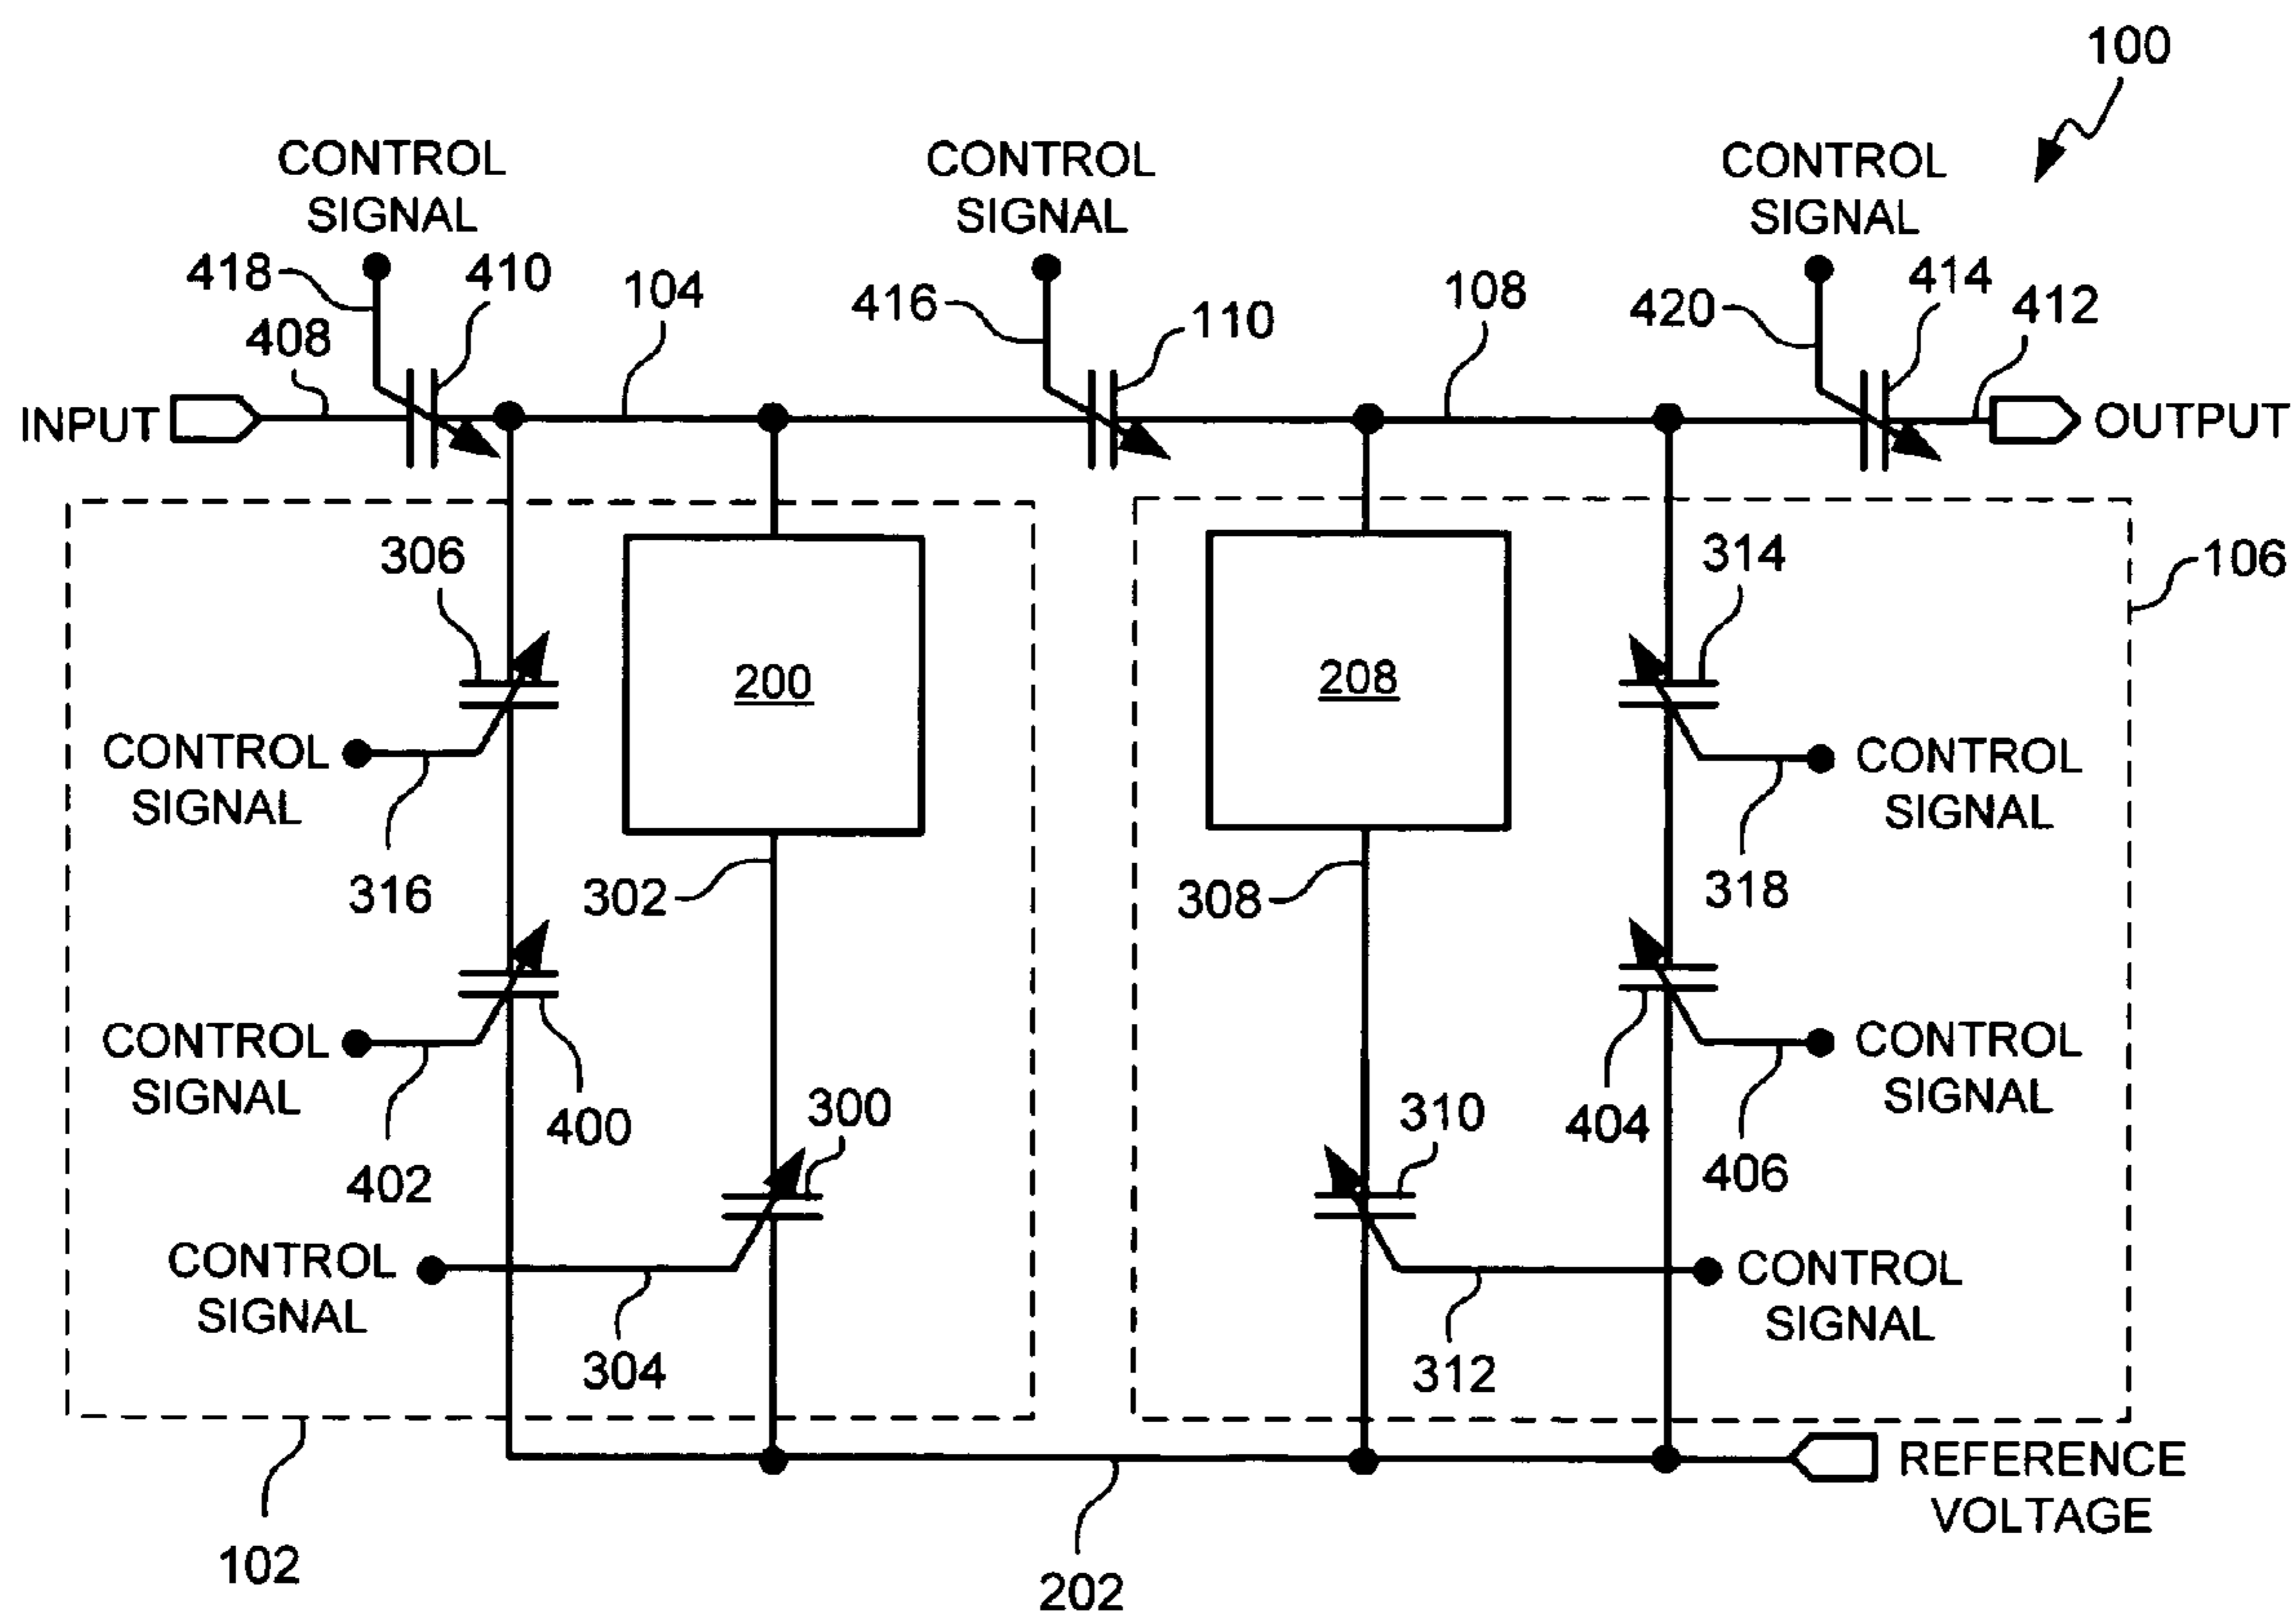 100
CONTROL
SIGNAL
CONTROL
SIGNAL
CONTROL
SIGNAL
418
410
104
416
110
108
420
414
412
408
INPUT
OUTPUT
306
314
106
200
208
CONTROL
SIGNAL
CONTROL
SIGNAL
316
302
308
318
CONTROL
SIGNAL
CONTROL
SIGNAL
400
300
310
404
402
406
CONTROL
SIGNAL
CONTROL
SIGNAL
304
312
REFERENCE
VOLTAGE
102
202